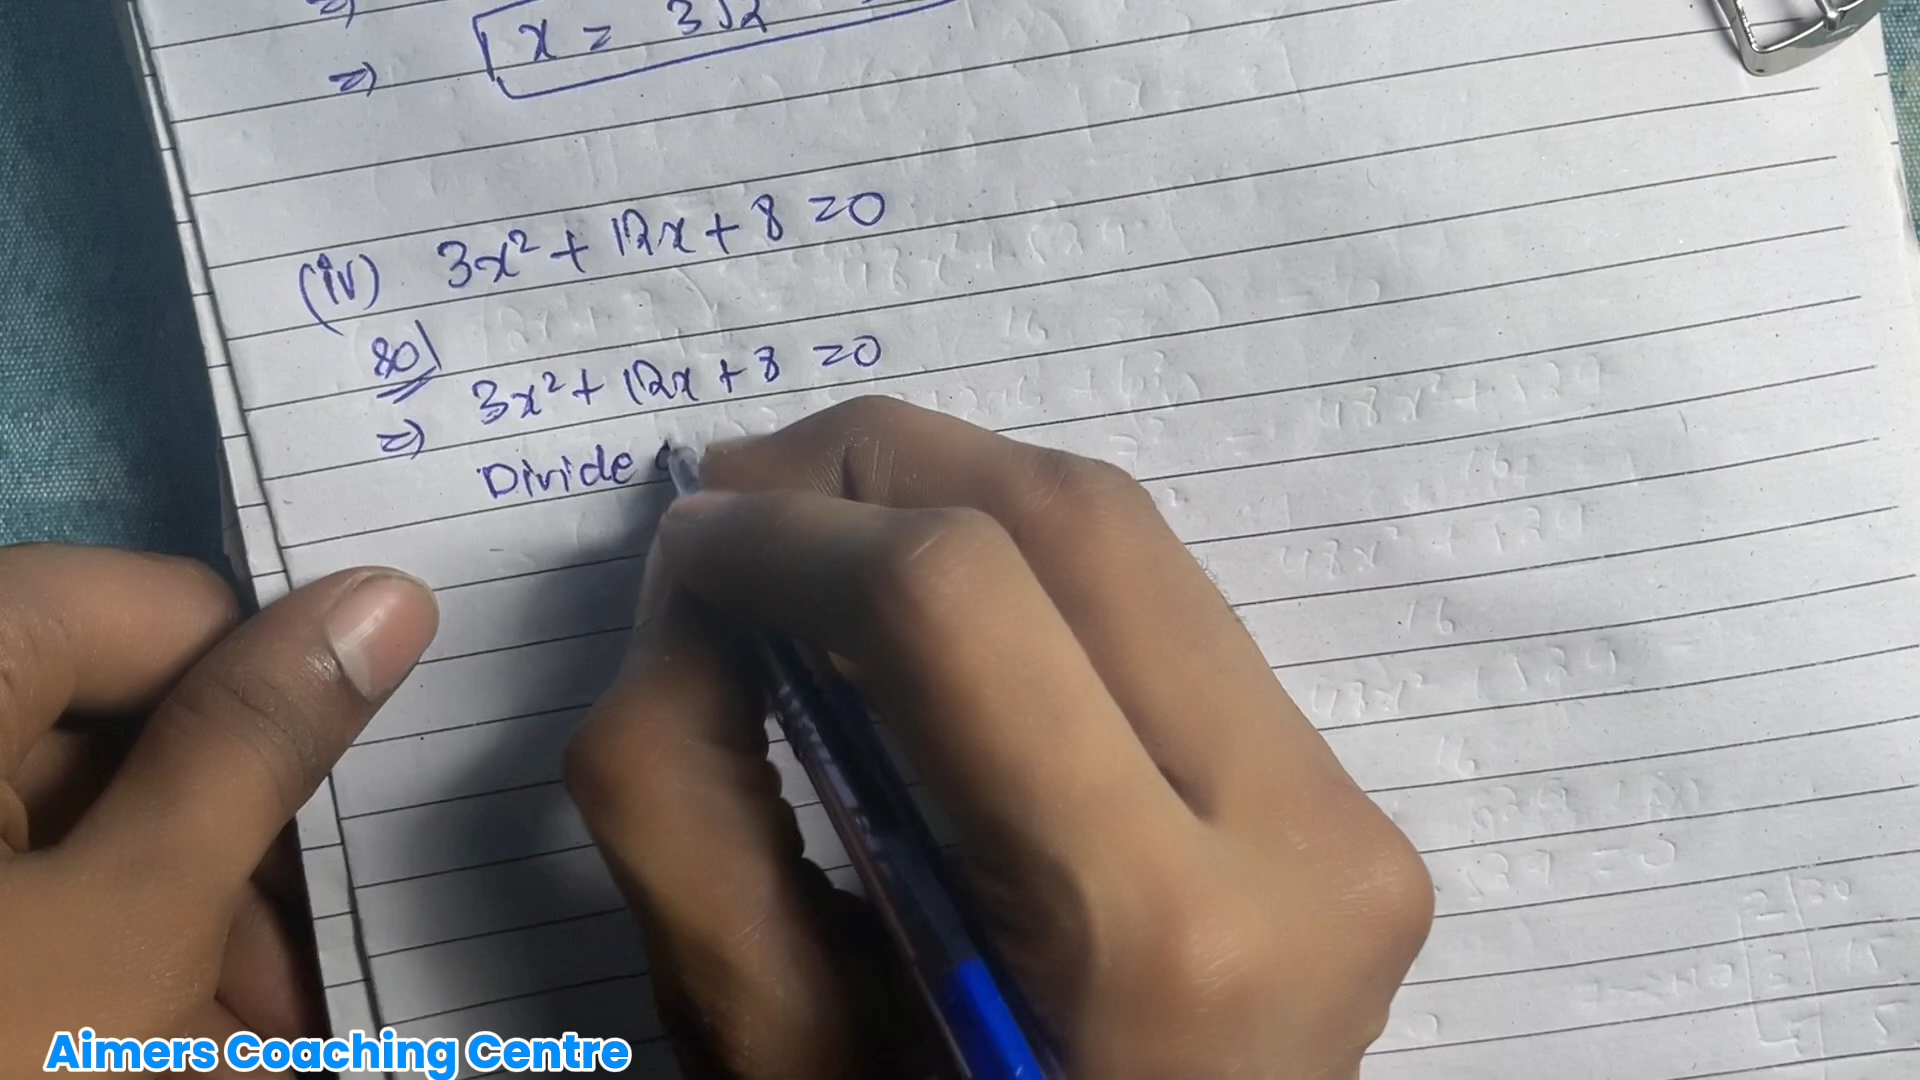 =)
=) x = 3√2
(iv) 3x² + 12x + 8 = 0
Sol
=) 3x² + 12x + 8 = 0
Divide
Aimers Coaching Centre